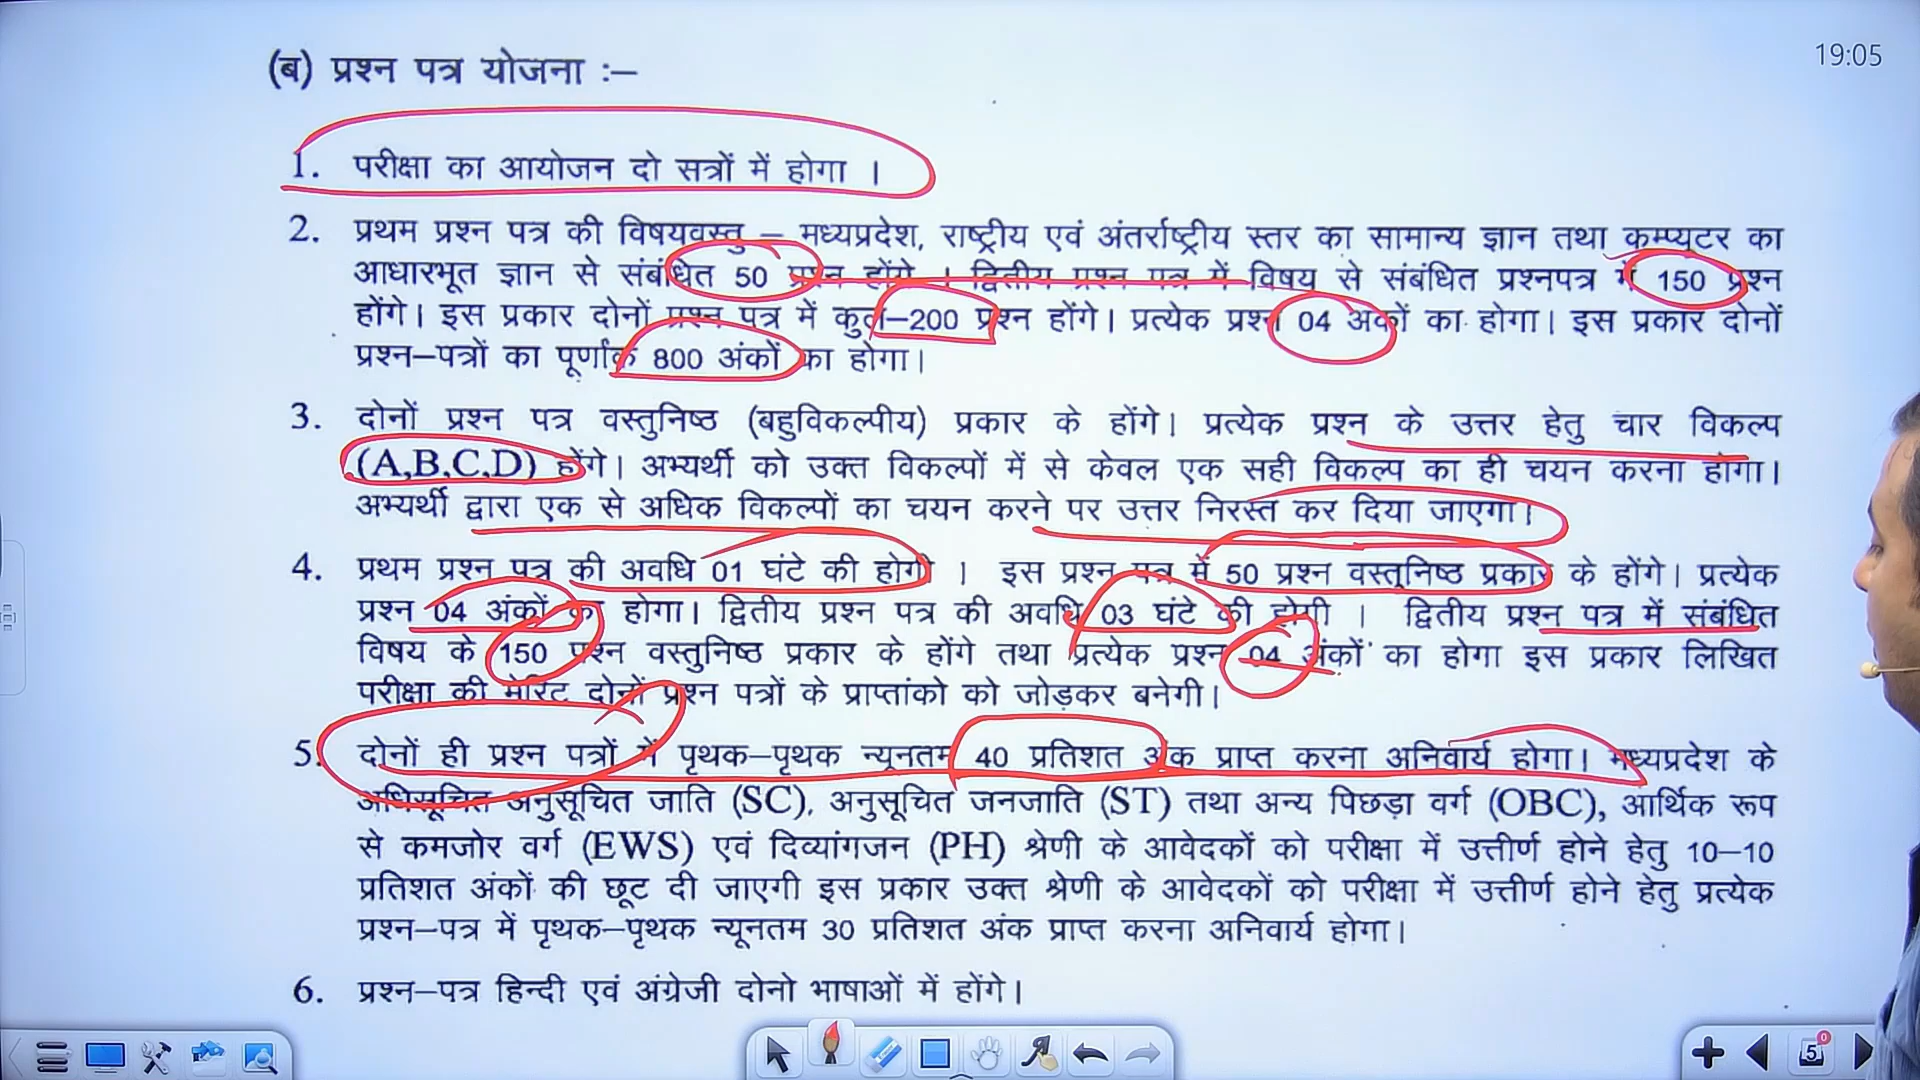 19:05
(ब) प्रश्न पत्र योजना :–
1. परीक्षा का आयोजन दो सत्रों में होगा ।
2. प्रथम प्रश्न पत्र की विषयवस्तु – मध्यप्रदेश, राष्ट्रीय एवं अंतर्राष्ट्रीय स्तर का सामान्य ज्ञान तथा कम्प्यूटर का
आधारभूत ज्ञान से संबंधित 50 प्रश्न होंगे । द्वितीय प्रश्न पत्र में विषय से संबंधित प्रश्नपत्र में 150 प्रश्न
होंगे। इस प्रकार दोनों प्रश्न पत्र में कुल–200 प्रश्न होंगे। प्रत्येक प्रश्न 04 अंकों का होगा। इस प्रकार दोनों
प्रश्न–पत्रों का पूर्णांक 800 अंकों का होगा।
3. दोनों प्रश्न पत्र वस्तुनिष्ठ (बहुविकल्पीय) प्रकार के होंगे। प्रत्येक प्रश्न के उत्तर हेतु चार विकल्प
(A,B,C,D) होंगे। अभ्यर्थी को उक्त विकल्पों में से केवल एक सही विकल्प का ही चयन करना होगा।
अभ्यर्थी द्वारा एक से अधिक विकल्पों का चयन करने पर उत्तर निरस्त कर दिया जाएगा।
4. प्रथम प्रश्न पत्र की अवधि 01 घंटे की होगी । इस प्रश्न पत्र में 50 प्रश्न वस्तुनिष्ठ प्रकार के होंगे। प्रत्येक
प्रश्न 04 अंकों का होगा। द्वितीय प्रश्न पत्र की अवधि 03 घंटे की होगी । द्वितीय प्रश्न पत्र में संबंधित
विषय के 150 प्रश्न वस्तुनिष्ठ प्रकार के होंगे तथा प्रत्येक प्रश्न 04 अंकों का होगा इस प्रकार लिखित
परीक्षा की मेरिट दोनों प्रश्न पत्रों के प्राप्तांको को जोड़कर बनेगी।
5. दोनों ही प्रश्न पत्रों में पृथक–पृथक न्यूनतम 40 प्रतिशत अंक प्राप्त करना अनिवार्य होगा। मध्यप्रदेश के
अधिसूचित अनुसूचित जाति (SC), अनुसूचित जनजाति (ST) तथा अन्य पिछड़ा वर्ग (OBC), आर्थिक रूप
से कमजोर वर्ग (EWS) एवं दिव्यांगजन (PH) श्रेणी के आवेदकों को परीक्षा में उत्तीर्ण होने हेतु 10–10
प्रतिशत अंकों की छूट दी जाएगी इस प्रकार उक्त श्रेणी के आवेदकों को परीक्षा में उत्तीर्ण होने हेतु प्रत्येक
प्रश्न–पत्र में पृथक–पृथक न्यूनतम 30 प्रतिशत अंक प्राप्त करना अनिवार्य होगा।
6. प्रश्न–पत्र हिन्दी एवं अंग्रेजी दोनो भाषाओं में होंगे।
5
0